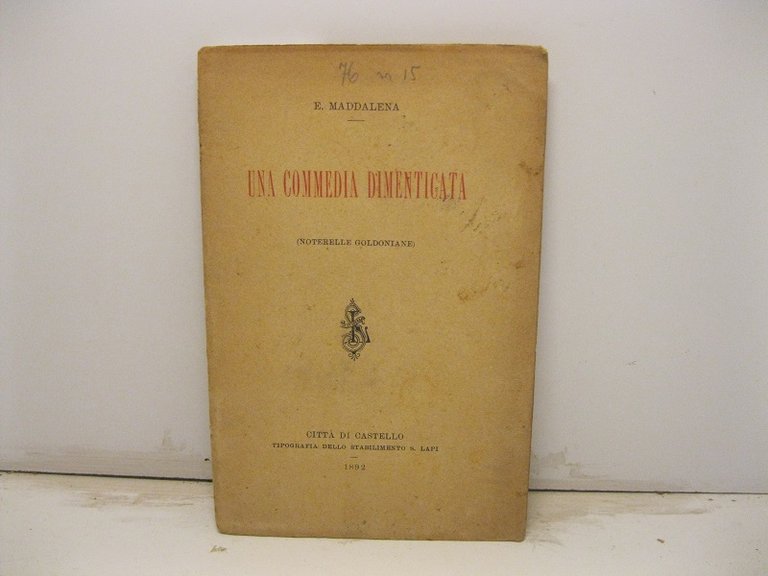 76 15
E. MADDALENA
UNA COMMEDIA DIMENTICATA
(NOTERELLE GOLDONIANE)
CITTÀ DI CASTELLO
TIPOGRAFIA DELLO STABILIMENTO S. LAPI
1892